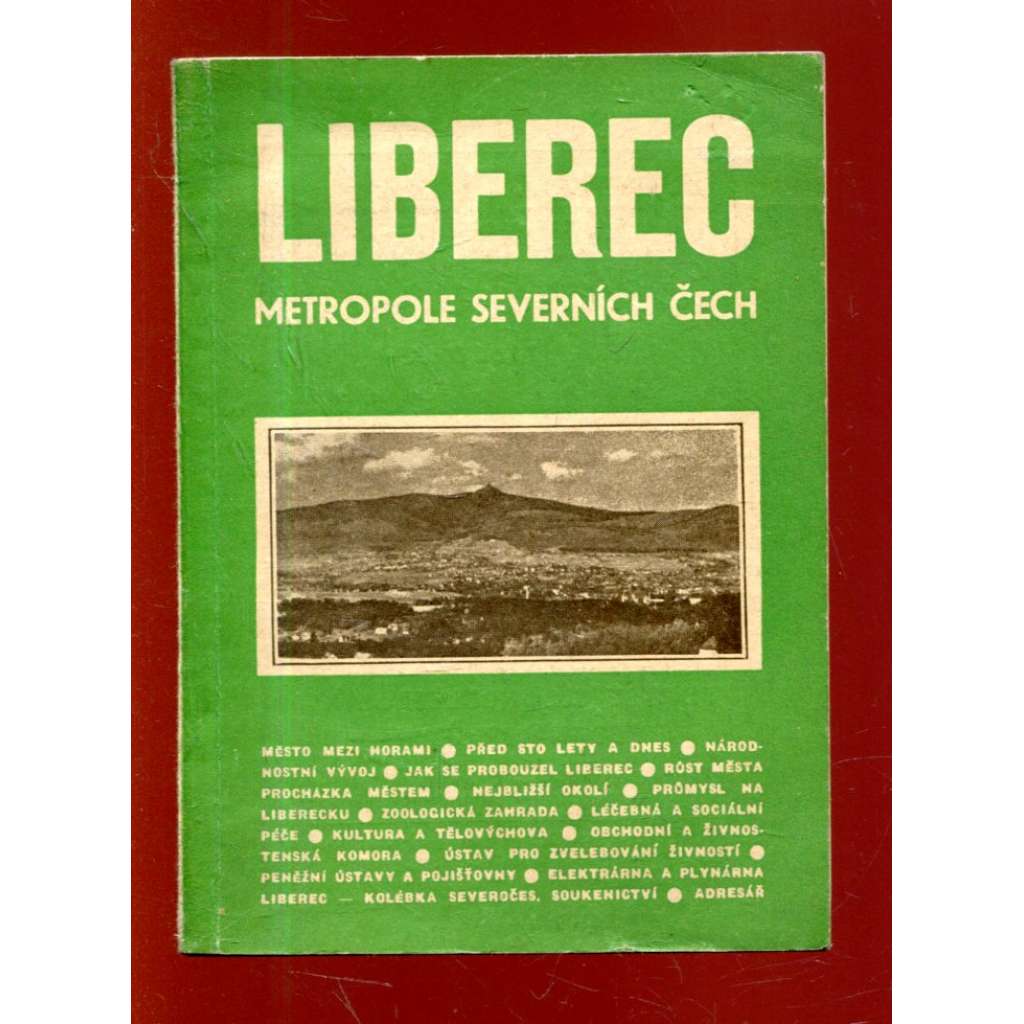 LIBEREC
METROPOLE SEVERNÍCH ČECH
MĚSTO MEZI HORAMI ● PŘED STO LETY A DNES ● NÁROD-
NOSTNÍ VÝVOJ ● JAK SE PROBOUZEL LIBEREC ● RŮST MĚSTA
PROCHÁZKA MĚSTEM ● NEJBLIŽŠÍ OKOLÍ ● PRŮMYSL NA
LIBERECKU ● ZOOLOGICKÁ ZAHRADA ● LÉČEBNÁ A SOCIÁLNÍ
PÉČE ● KULTURA A TĚLOVÝCHOVA ● OBCHODNÍ A ŽIVNOS-
TENSKÁ KOMORA ● ÚSTAV PRO ZVELEBOVÁNÍ ŽIVNOSTÍ ●
PENĚŽNÍ ÚSTAVY A POJIŠŤOVNY ● ELEKTRÁRNA A PLYNÁRNA
LIBEREC — KOLÉBKA SEVEROČES. SOUKENICTVÍ ● ADRESÁŘ